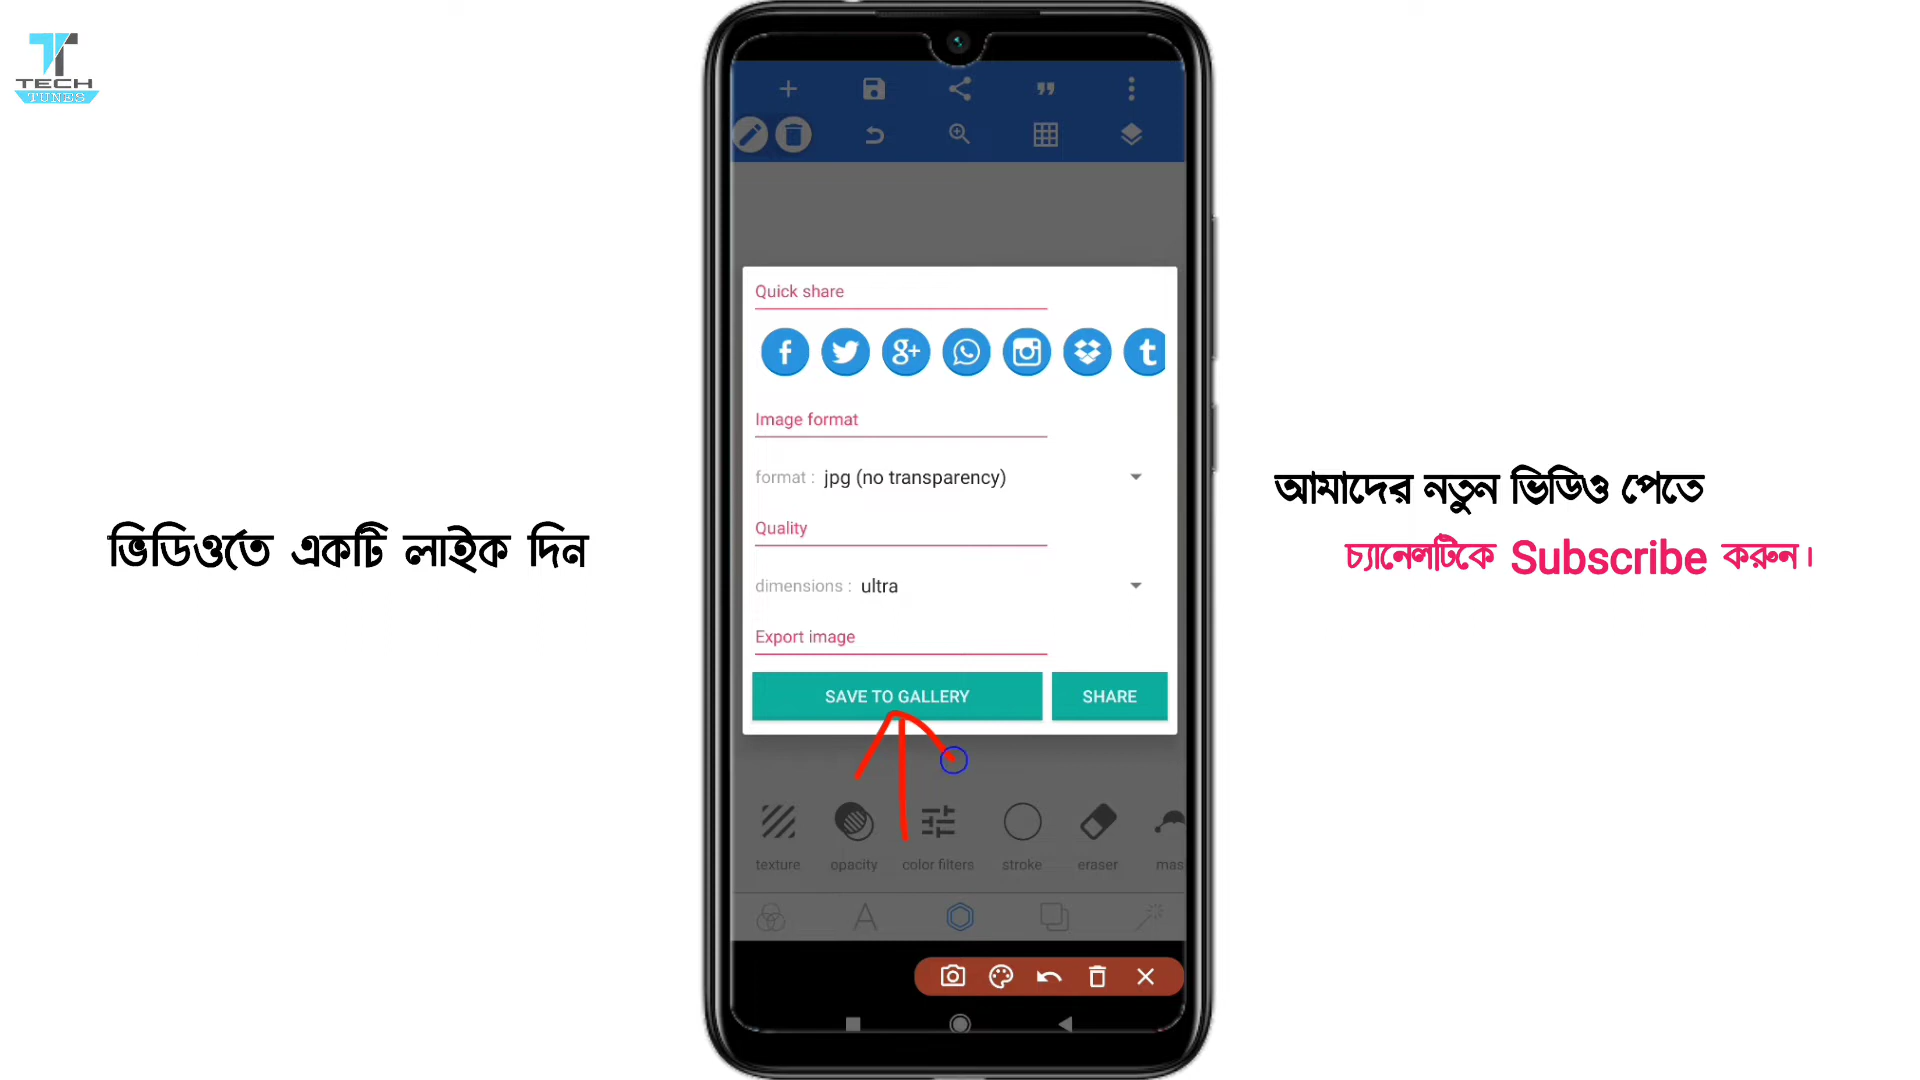 TECH
TUNES
Quick share
Image format
format : jpg (no transparency)
Quality
dimensions : ultra
Export image
SAVE TO GALLERY SHARE
texture opacity color filters stroke eraser mas
ভিডিওতে একটি লাইক দিন
আমাদের নতুন ভিডিও পেতে
চ্যানেলটিকে Subscribe করুন।